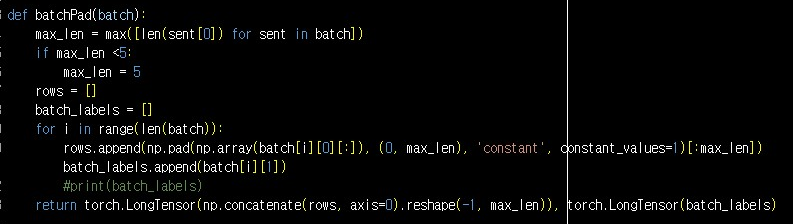 def batchPad(batch):
    max_len = max([len(sent[0]) for sent in batch])
    if max_len <5:
        max_len = 5
    rows = []
    batch_labels = []
    for i in range(len(batch)):
        rows.append(np.pad(np.array(batch[i][0][:]), (0, max_len), 'constant', constant_values=1)[:max_len])
        batch_labels.append(batch[i][1])
        #print(batch_labels)
    return torch.LongTensor(np.concatenate(rows, axis=0).reshape(-1, max_len)), torch.LongTensor(batch_labels)